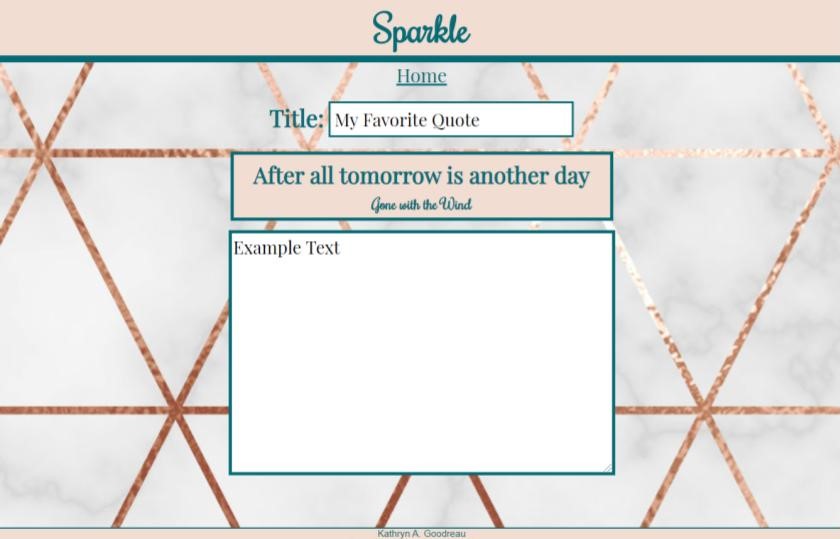 Sparkle
Home
Title: My Favorite Quote
After all tomorrow is another day
Gone with the Wind
Example Text
Kathryn A. Goodreau